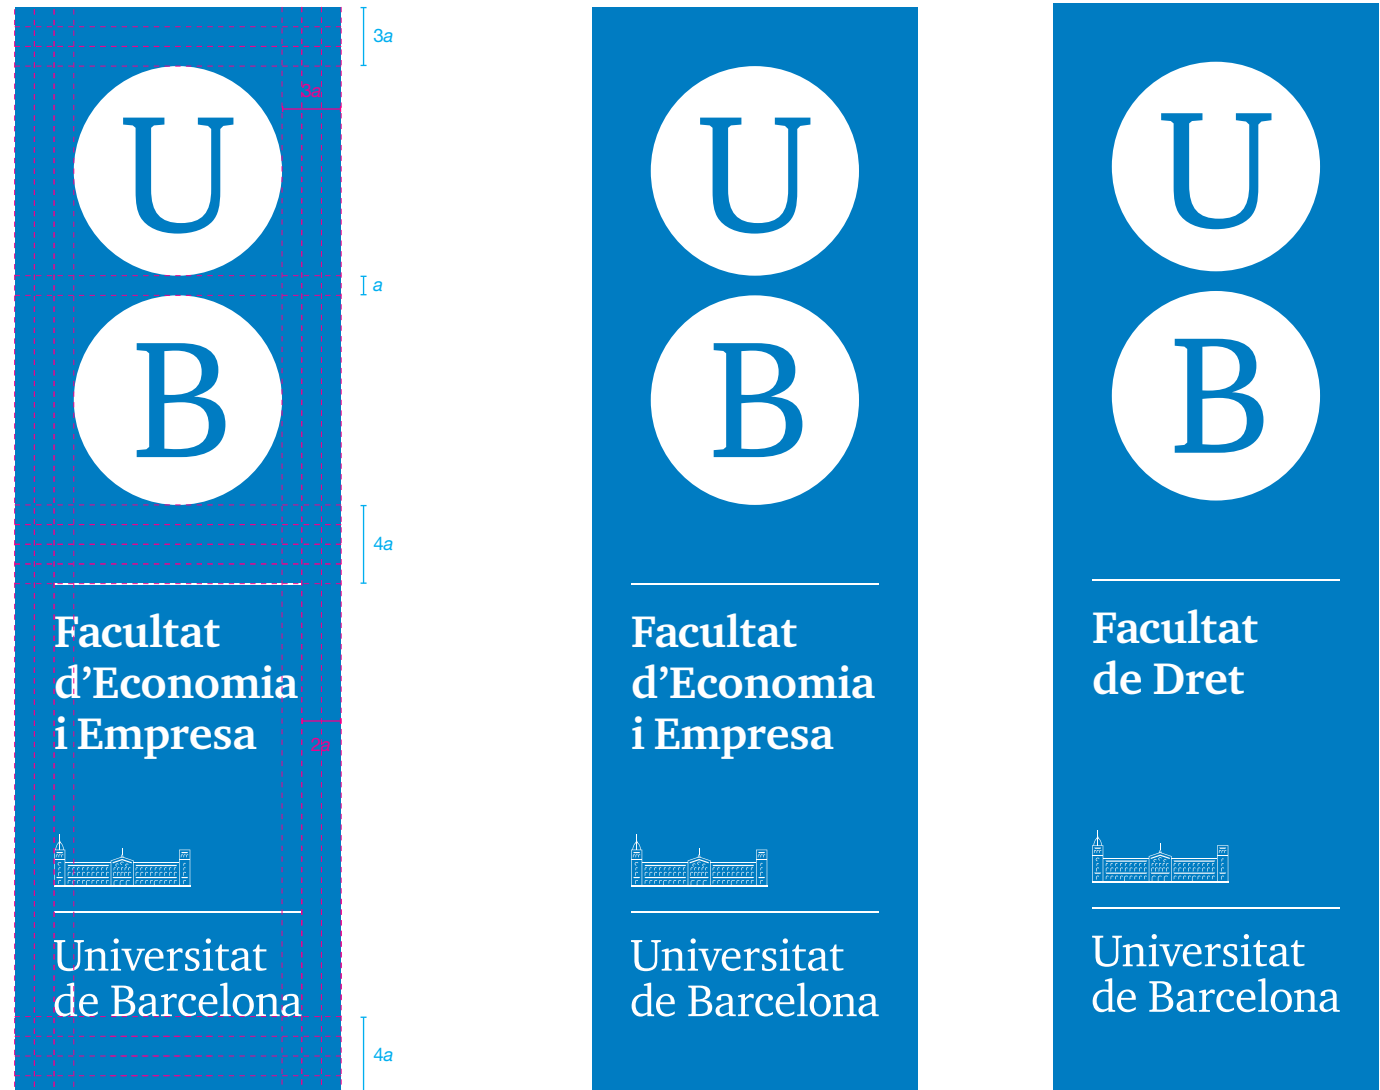 3a
3a
U
a
B
4a
Facultat
d’Economia
i Empresa
2a
Universitat
de Barcelona
4a
U
B
Facultat
d’Economia
i Empresa
Universitat
de Barcelona
U
B
Facultat
de Dret
Universitat
de Barcelona